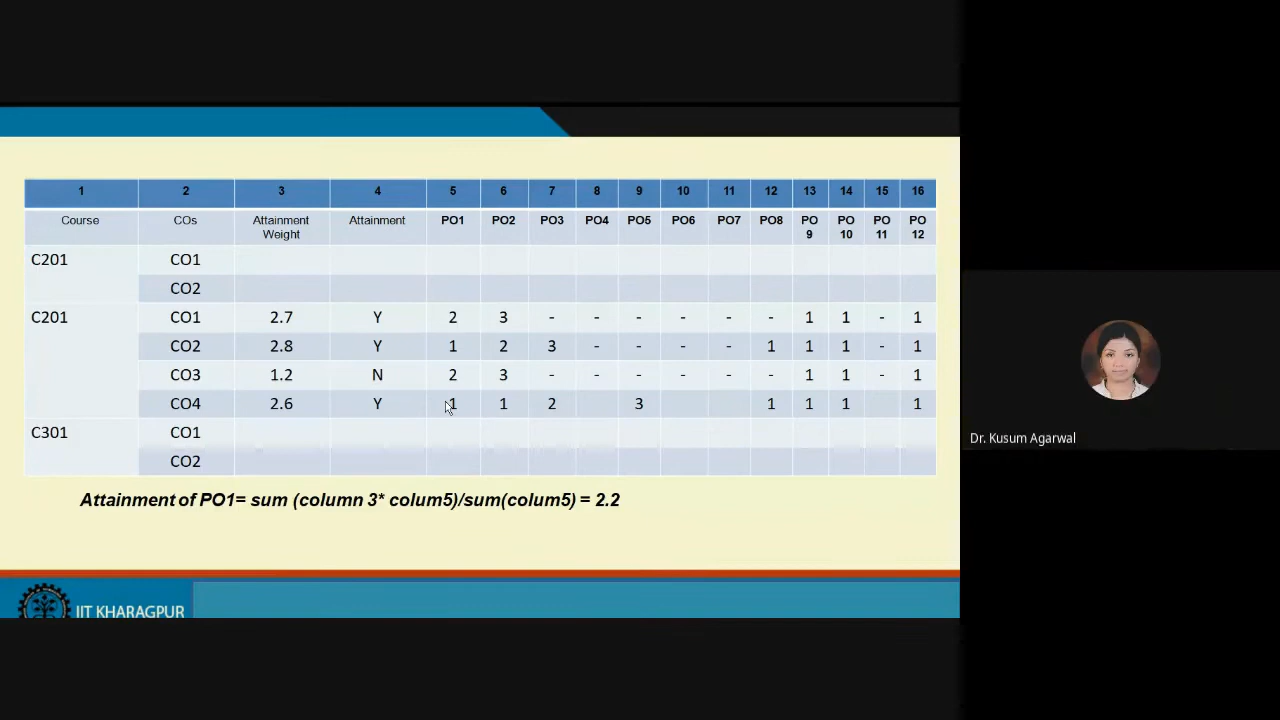 1 2 3 4 5 6 7 8 9 10 11 12 13 14 15 16
Course COs Attainment Weight Attainment PO1 PO2 PO3 PO4 PO5 PO6 PO7 PO8 PO 9 PO 10 PO 11 PO 12
C201 CO1
CO2
C201 CO1 2.7 Y 2 3 - - - - - - 1 1 - 1
CO2 2.8 Y 1 2 3 - - - - 1 1 1 - 1
CO3 1.2 N 2 3 - - - - - - 1 1 - 1
CO4 2.6 Y 1 1 2 3 1 1 1 1
C301 CO1
CO2
Attainment of PO1= sum (column 3* colum5)/sum(colum5) = 2.2
IIT KHARAGPUR
Dr. Kusum Agarwal